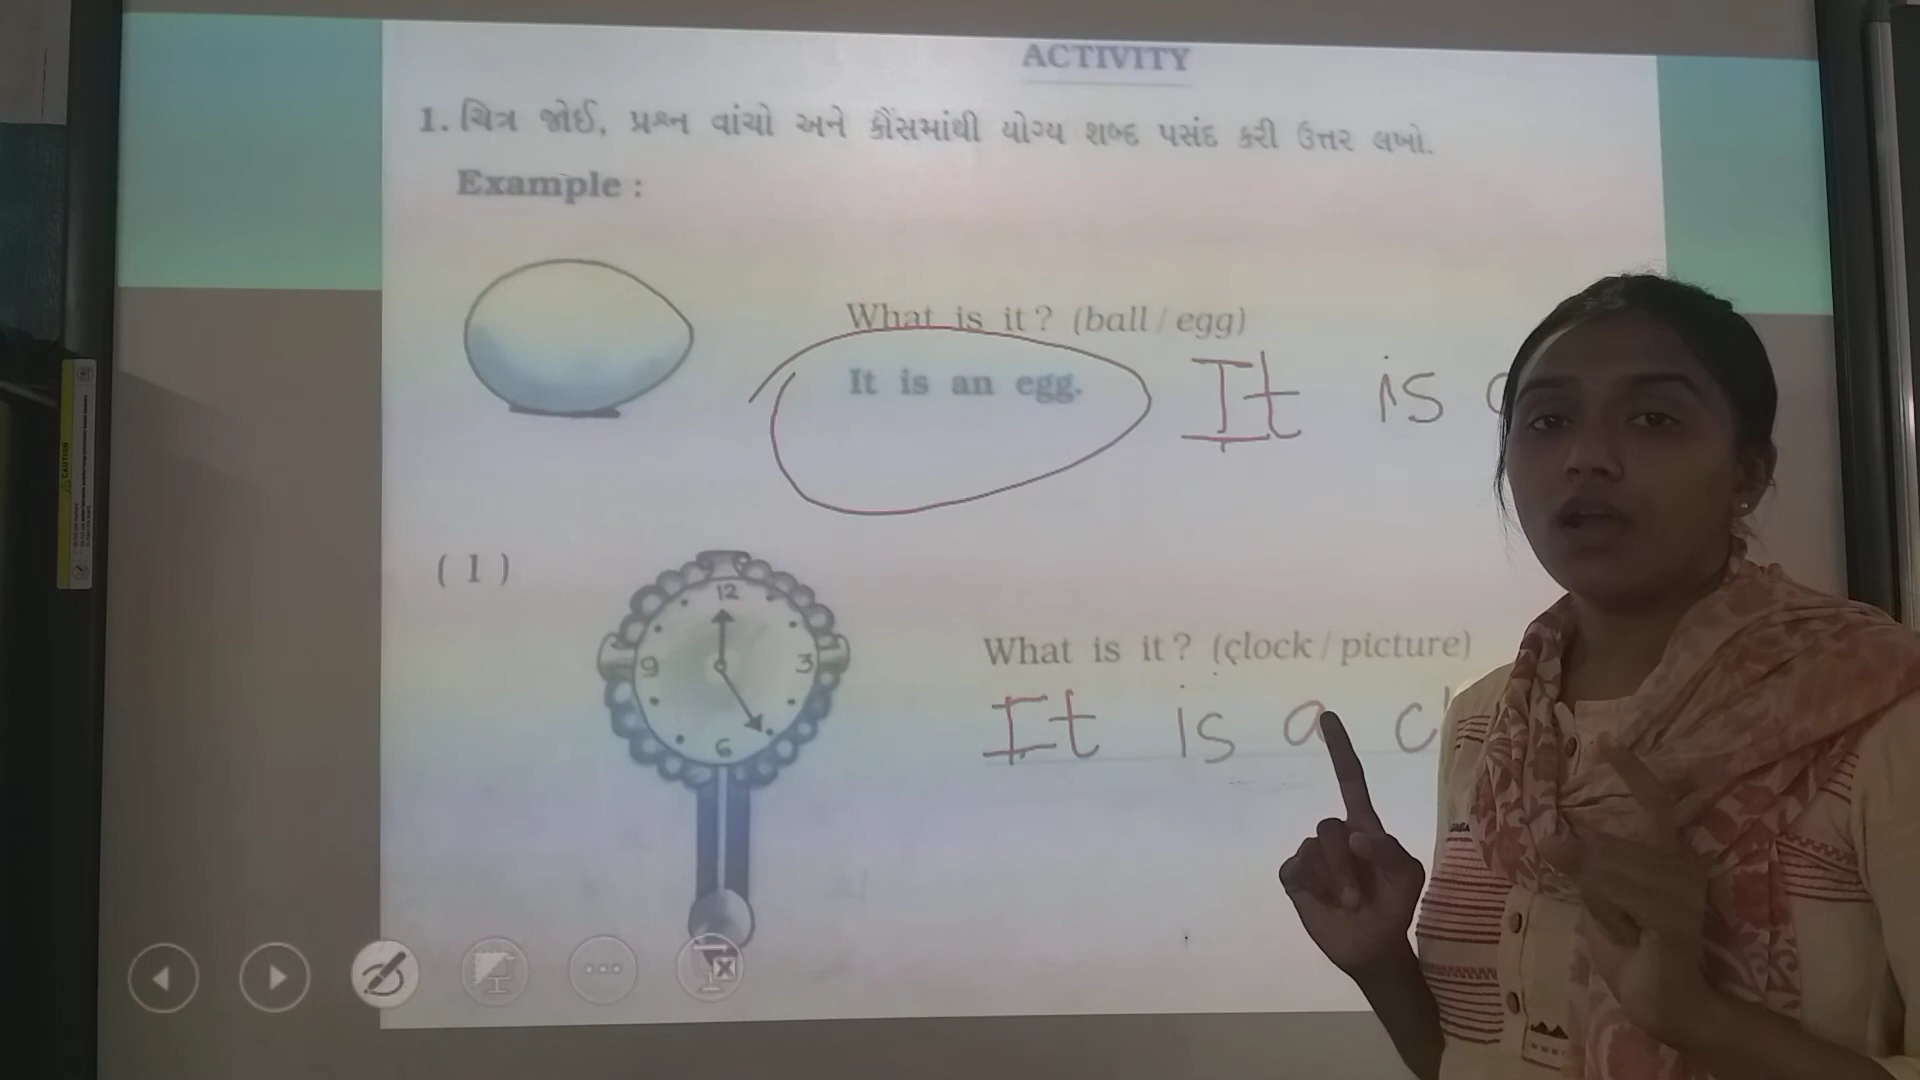 ACTIVITY
1. ચિત્ર જોઈ, પ્રશ્ન વાંચો અને કૌંસમાંથી યોગ્ય શબ્દ પસંદ કરી ઉત્તર લખો.
Example :
What is it? (ball / egg)
It is an egg.
It is
(1)
12
9
3
6
What is it? (clock / picture)
It is a
CAUTION